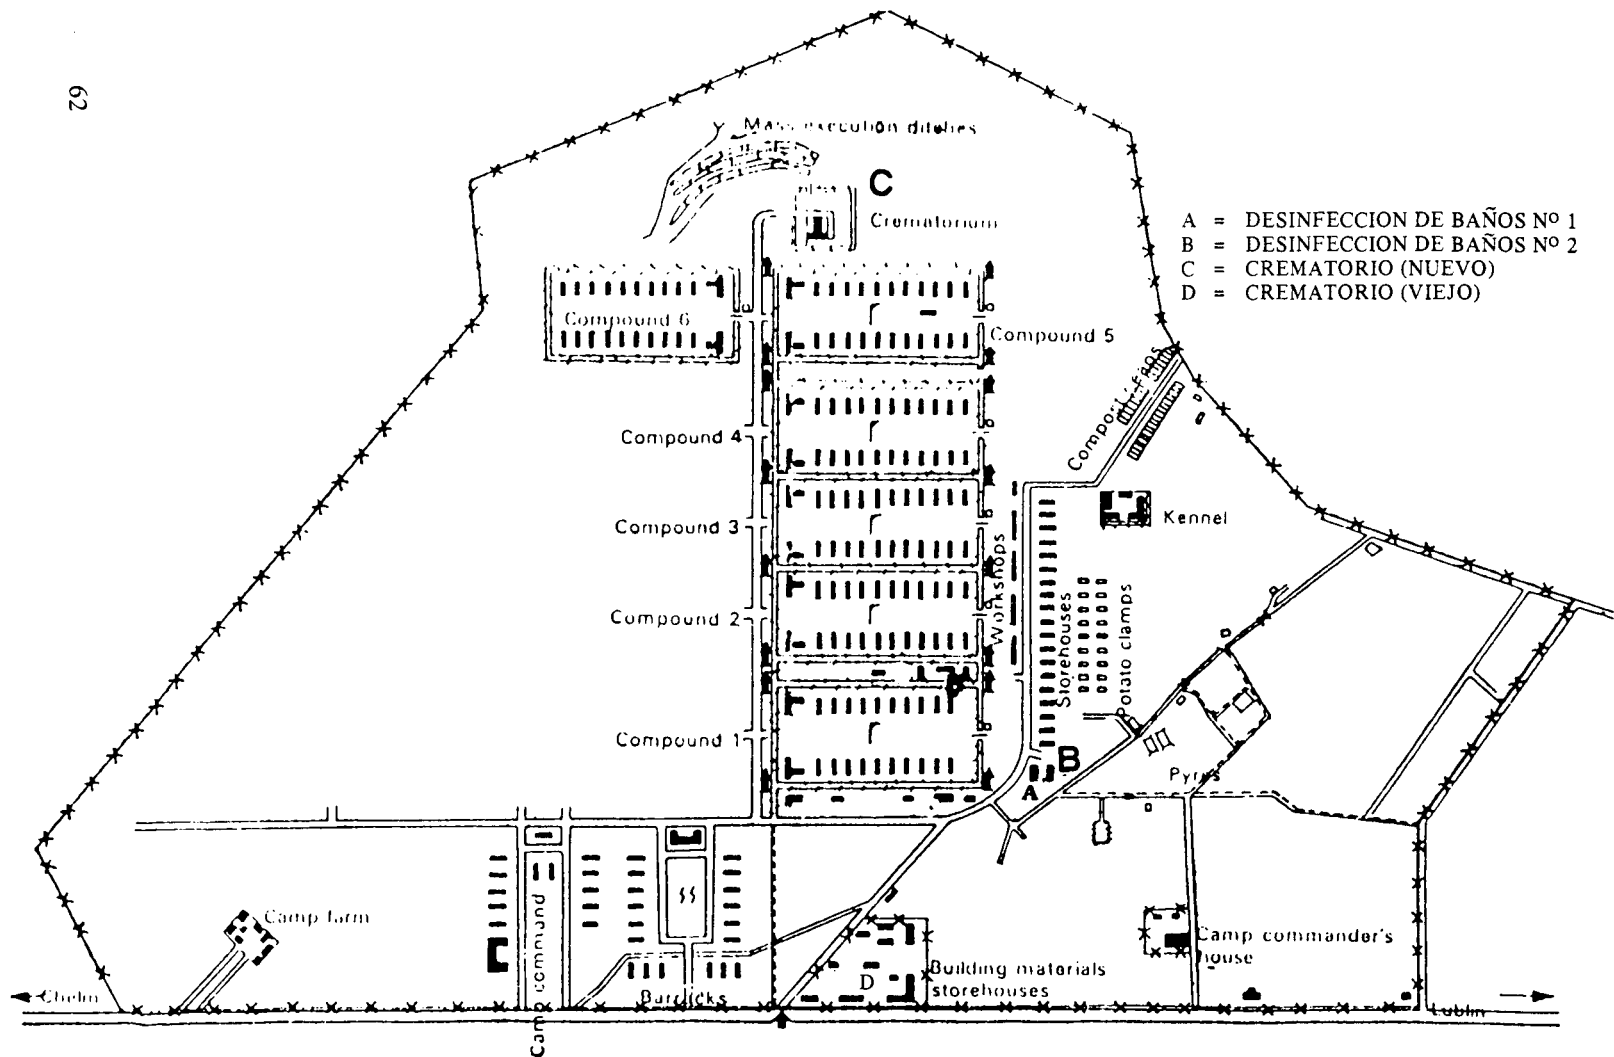 62
Mass execution ditches
C
Crematorium
A = DESINFECCION DE BAÑOS Nº 1
B = DESINFECCION DE BAÑOS Nº 2
C = CREMATORIO (NUEVO)
D = CREMATORIO (VIEJO)
Compound 6
Compound 5
Compound 4
Kennel
Compound 3
Workshops
Storehouses
Potato clamps
Compound 2
Compound 1
B
A
Pyres
Camp farm
Camp command
Camp commander's
house
Building materials
storehouses
D
Barracks
Chelm
Lublin